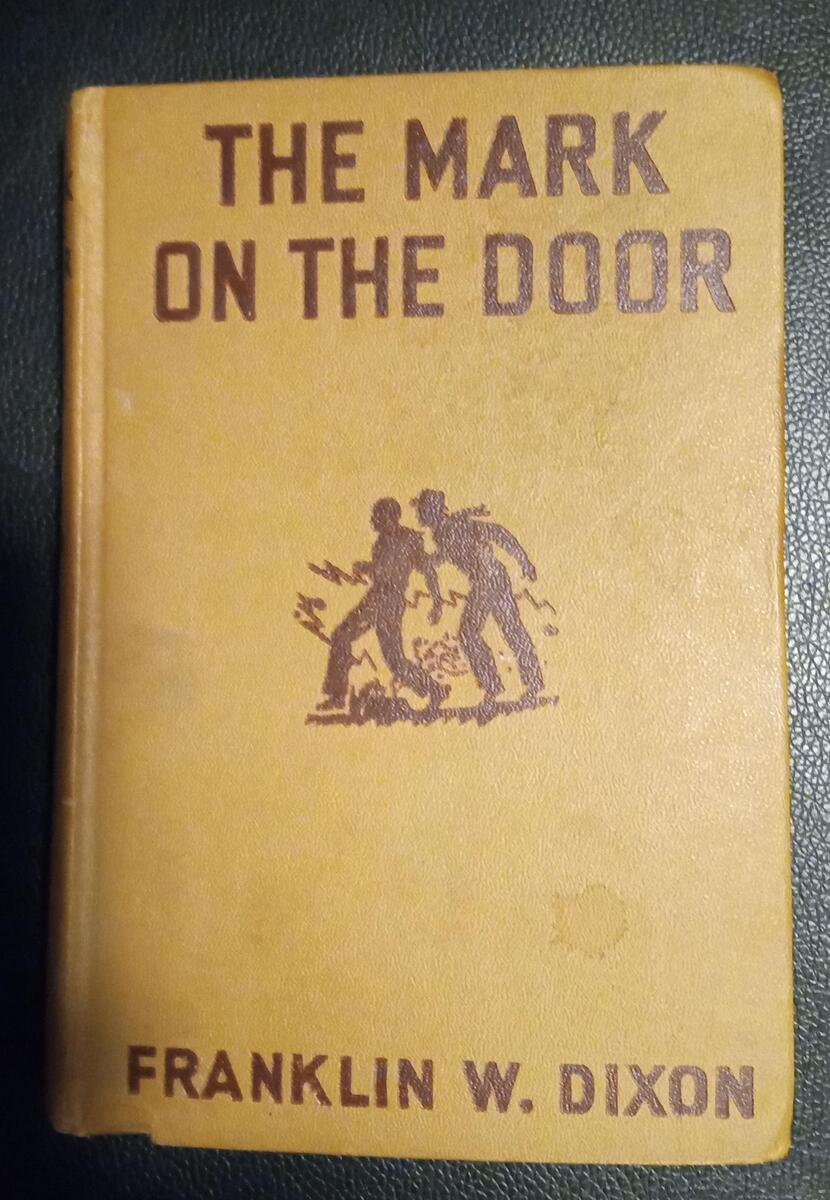 THE MARK
ON THE DOOR
FRANKLIN W. DIXON